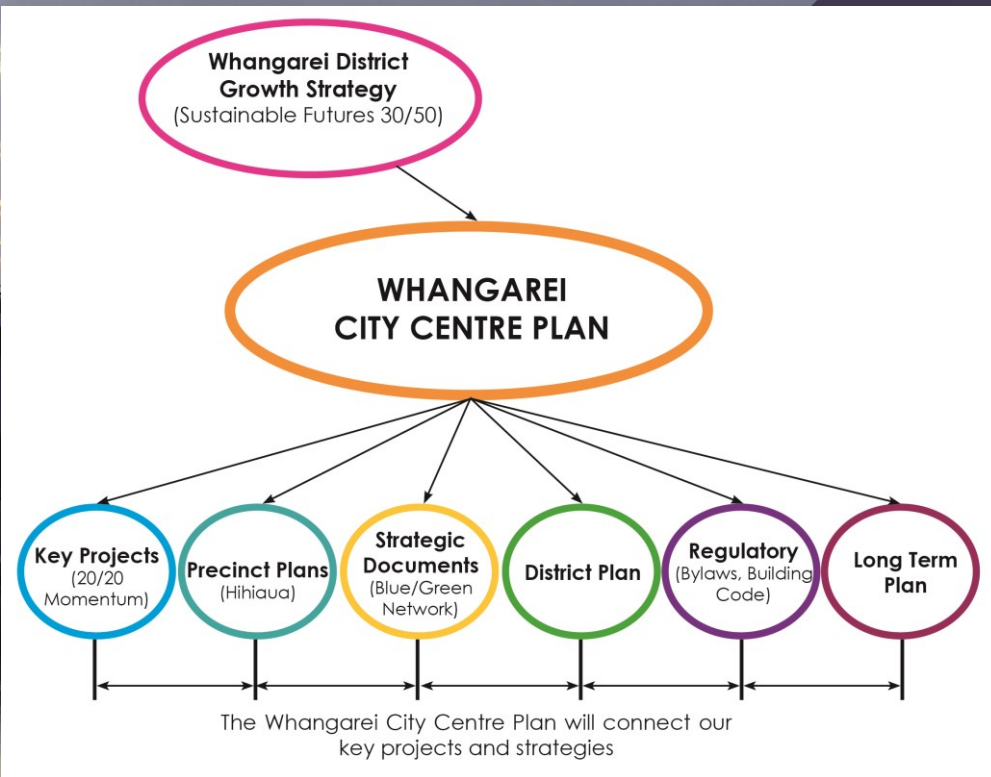 Whangarei District
Growth Strategy
(Sustainable Futures 30/50)
WHANGAREI
CITY CENTRE PLAN
Key Projects
(20/20
Momentum)
Precinct Plans
(Hihiaua)
Strategic
Documents
(Blue/Green
Network)
District Plan
Regulatory
(Bylaws, Building
Code)
Long Term
Plan
The Whangarei City Centre Plan will connect our
key projects and strategies